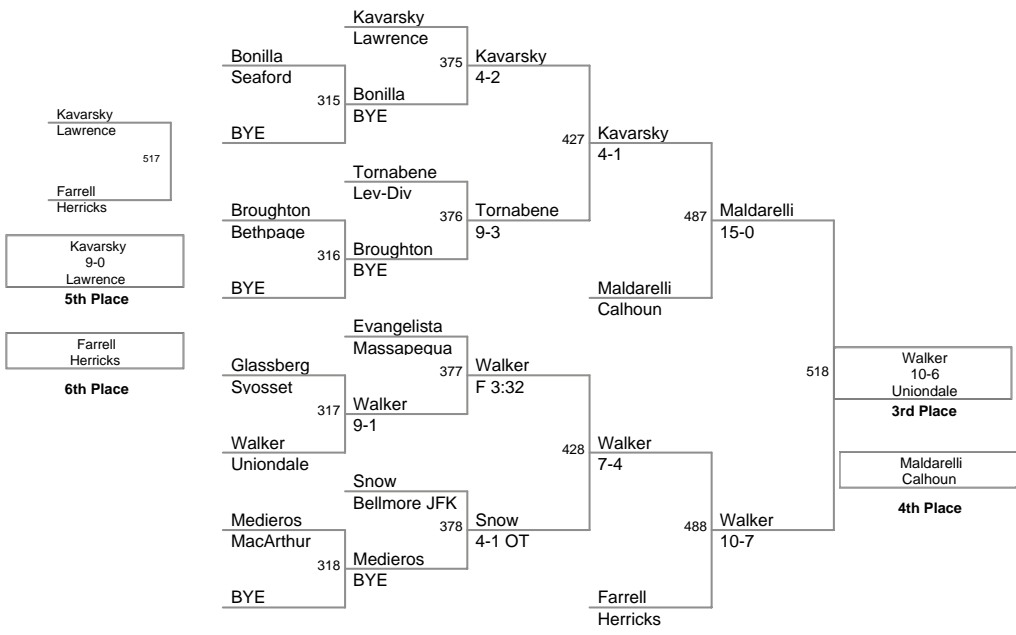 Kavarsky
Lawrence
517
Farrell
Herricks
Kavarsky
9-0
Lawrence
5th Place
Farrell
Herricks
6th Place
Bonilla
Seaford
315
BYE
Broughton
Bethpage
316
BYE
Glassberg
Syosset
317
Walker
Uniondale
Medieros
MacArthur
318
BYE
Kavarsky
Lawrence
375
Bonilla
BYE
Tornabene
Lev-Div
376
Broughton
BYE
Evangelista
Massapequa
377
Walker
9-1
Snow
Bellmore JFK
378
Medieros
BYE
Kavarsky
4-2
427
Tornabene
9-3
Walker
F 3:32
428
Snow
4-1 OT
Kavarsky
4-1
487
Maldarelli
Calhoun
Walker
7-4
488
Farrell
Herricks
Maldarelli
15-0
518
Walker
10-7
Walker
10-6
Uniondale
3rd Place
Maldarelli
Calhoun
4th Place